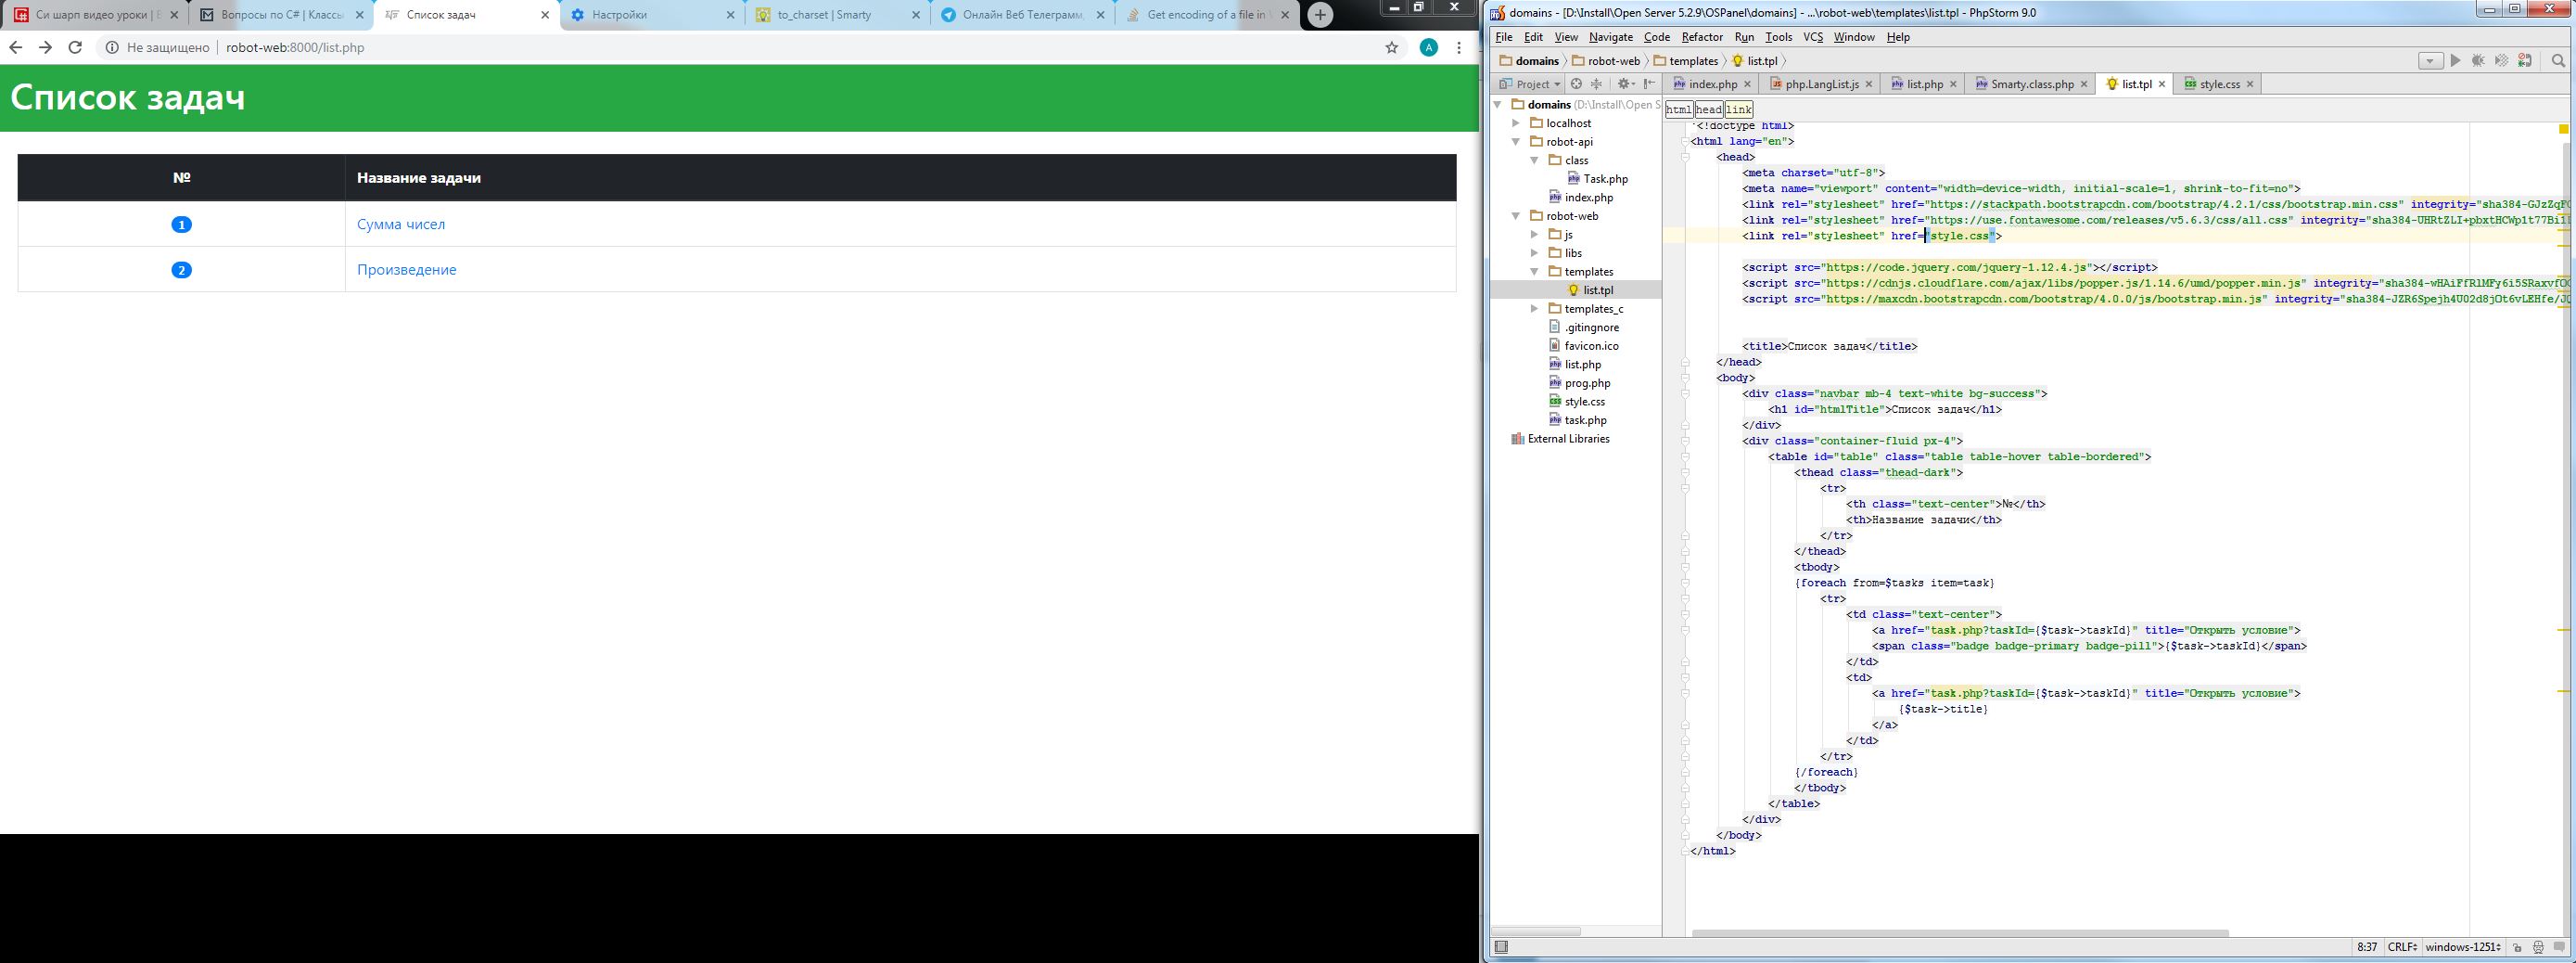 Си шарп видео уроки | В
Вопросы по C# | Классы
Список задач
Настройки
to_charset | Smarty
Онлайн Веб Телеграмм,
Get encoding of a file in
Не защищено
robot-web:8000/list.php
A
Список задач
№ Название задачи
1 Сумма чисел
2 Произведение
domains - [D:\Install\Open Server 5.2.9\OSPanel\domains] - ...\robot-web\templates\list.tpl - PhpStorm 9.0
File Edit View Navigate Code Refactor Run Tools VCS Window Help
domains robot-web templates list.tpl
Project
index.php
php.LangList.js
list.php
Smarty.class.php
list.tpl
style.css
domains (D:\Install\Open S
localhost
robot-api
class
Task.php
index.php
robot-web
js
libs
templates
list.tpl
templates_c
.gitingnore
favicon.ico
list.php
prog.php
style.css
task.php
External Libraries
html head link
<!doctype html>
<html lang="en">
<head>
<meta charset="utf-8">
<meta name="viewport" content="width=device-width, initial-scale=1, shrink-to-fit=no">
<link rel="stylesheet" href="https://stackpath.bootstrapcdn.com/bootstrap/4.2.1/css/bootstrap.min.css" integrity="sha384-GJzZqF
<link rel="stylesheet" href="https://use.fontawesome.com/releases/v5.6.3/css/all.css" integrity="sha384-UHRtZLI+pbxtHCWp1t77Bi1
<link rel="stylesheet" href="style.css">
<script src="https://code.jquery.com/jquery-1.12.4.js"></script>
<script src="https://cdnjs.cloudflare.com/ajax/libs/popper.js/1.14.6/umd/popper.min.js" integrity="sha384-wHAiFfRlMFy6i5SRaxvfO
<script src="https://maxcdn.bootstrapcdn.com/bootstrap/4.0.0/js/bootstrap.min.js" integrity="sha384-JZR6Spejh4U02d8jOt6vLEHfe/J
<title>Список задач</title>
</head>
<body>
<div class="navbar mb-4 text-white bg-success">
<h1 id="htmlTitle">Список задач</h1>
</div>
<div class="container-fluid px-4">
<table id="table" class="table table-hover table-bordered">
<thead class="thead-dark">
<tr>
<th class="text-center">№</th>
<th>Название задачи</th>
</tr>
</thead>
<tbody>
{foreach from=$tasks item=task}
<tr>
<td class="text-center">
<a href="task.php?taskId={$task->taskId}" title="Открыть условие">
<span class="badge badge-primary badge-pill">{$task->taskId}</span>
</td>
<td>
<a href="task.php?taskId={$task->taskId}" title="Открыть условие">
{$task->title}
</a>
</td>
</tr>
{/foreach}
</tbody>
</table>
</div>
</body>
</html>
8:37 CRLF windows-1251